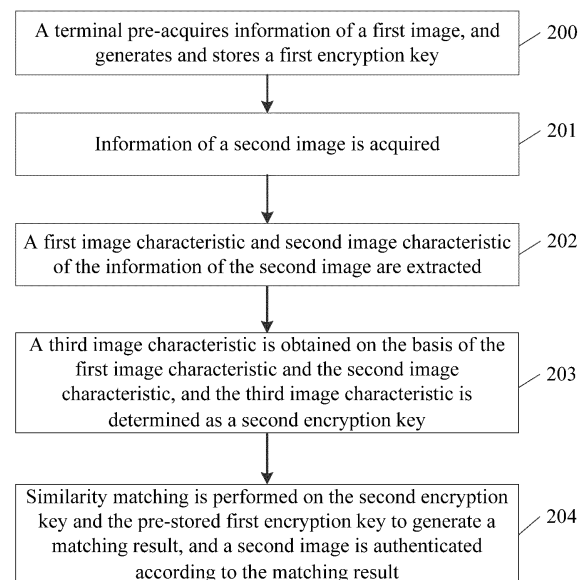 A terminal pre-acquires information of a first image, and
generates and stores a first encryption key
200
Information of a second image is acquired
201
A first image characteristic and second image characteristic
of the information of the second image are extracted
202
A third image characteristic is obtained on the basis of the
first image characteristic and the second image
characteristic, and the third image characteristic is
determined as a second encryption key
203
Similarity matching is performed on the second encryption
key and the pre-stored first encryption key to generate a
matching result, and a second image is authenticated
according to the matching result
204